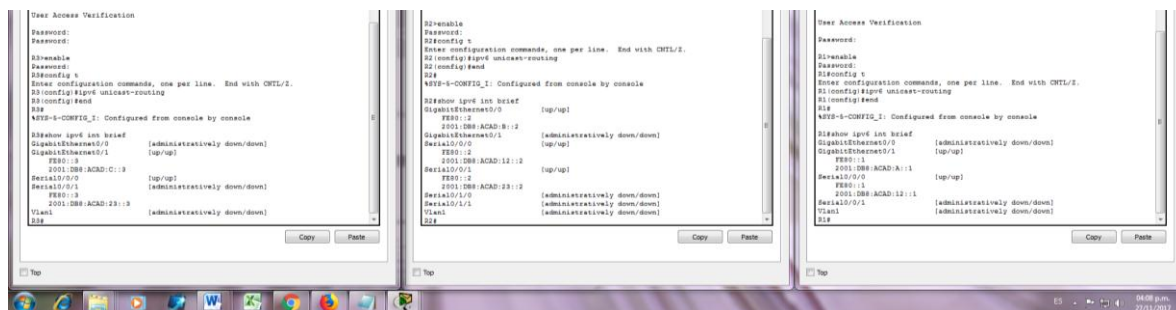 User Access Verification
Password:
Password:
R3>enable
Password:
R3#config t
Enter configuration commands, one per line.  End with CNTL/Z.
R3(config)#ipv6 unicast-routing
R3(config)#end
R3#
%SYS-5-CONFIG_I: Configured from console by console
R3#show ipv6 int brief
GigabitEthernet0/0 [administratively down/down]
GigabitEthernet0/1 [up/up]
FE80::3
2001:DB8:ACAD:C::3
Serial0/0/0 [up/up]
Serial0/0/1 [administratively down/down]
FE80::3
2001:DB8:ACAD:23::3
Vlan1 [administratively down/down]
R3#
Copy Paste
Top
R2>enable
Password:
R2#config t
Enter configuration commands, one per line.  End with CNTL/Z.
R2(config)#ipv6 unicast-routing
R2(config)#end
R2#
%SYS-5-CONFIG_I: Configured from console by console
R2#show ipv6 int brief
GigabitEthernet0/0 [up/up]
FE80::2
2001:DB8:ACAD:B::2
GigabitEthernet0/1 [administratively down/down]
Serial0/0/0 [up/up]
FE80::2
2001:DB8:ACAD:12::2
Serial0/0/1 [up/up]
FE80::2
2001:DB8:ACAD:23::2
Serial0/1/0 [administratively down/down]
Serial0/1/1 [administratively down/down]
Vlan1 [administratively down/down]
R2#
Copy Paste
Top
User Access Verification
Password:
R1>enable
Password:
R1#config t
Enter configuration commands, one per line.  End with CNTL/Z.
R1(config)#ipv6 unicast-routing
R1(config)#end
R1#
%SYS-5-CONFIG_I: Configured from console by console
R1#show ipv6 int brief
GigabitEthernet0/0 [administratively down/down]
GigabitEthernet0/1 [up/up]
FE80::1
2001:DB8:ACAD:A::1
Serial0/0/0 [up/up]
FE80::1
2001:DB8:ACAD:12::1
Serial0/0/1 [administratively down/down]
Vlan1 [administratively down/down]
R1#
Copy Paste
Top
ES 04:08 p.m.
27/11/2017